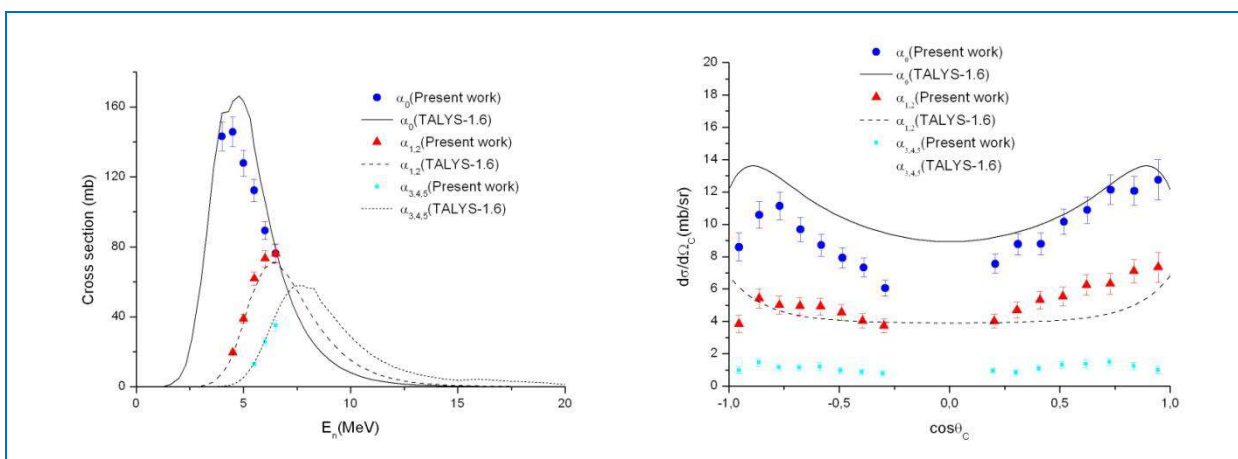 α0(Present work)
α0(TALYS-1.6)
α1,2(Present work)
α1,2(TALYS-1.6)
α3,4,5(Present work)
α3,4,5(TALYS-1.6)
Cross section (mb)
160
120
80
40
0
0 5 10 15 20
En(MeV)
α0(Present work)
α0(TALYS-1.6)
α1,2(Present work)
α1,2(TALYS-1.6)
α3,4,5(Present work)
α3,4,5(TALYS-1.6)
dσ/dΩC(mb/sr)
20
18
16
14
12
10
8
6
4
2
0
-1,0 -0,5 0,0 0,5 1,0
cosθC